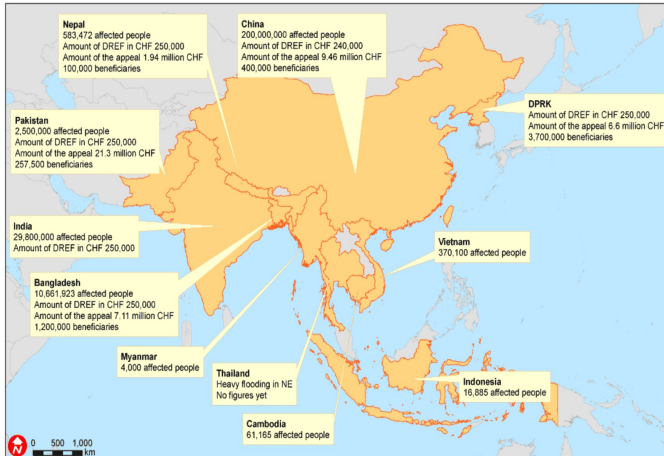 Nepal
583,472 affected people
Amount of DREF in CHF 250,000
Amount of the appeal 1.94 million CHF
100,000 beneficiaries
China
200,000,000 affected people
Amount of DREF in CHF 240,000
Amount of the appeal 9.46 million CHF
400,000 beneficiaries
DPRK
Amount of DREF in CHF 250,000
Amount of the appeal 6.6 million CHF
3,700,000 beneficiaries
Pakistan
2,500,000 affected people
Amount of DREF in CHF 250,000
Amount of the appeal 21.3 million CHF
257,500 beneficiaries
India
29,800,000 affected people
Amount of DREF in CHF 250,000
Vietnam
370,100 affected people
Bangladesh
10,661,923 affected people
Amount of DREF in CHF 250,000
Amount of the appeal 7.11 million CHF
1,200,000 beneficiaries
Myanmar
4,000 affected people
Thailand
Heavy flooding in NE
No figures yet
Indonesia
16,885 affected people
Cambodia
61,165 affected people
N
0 500 1,000
km